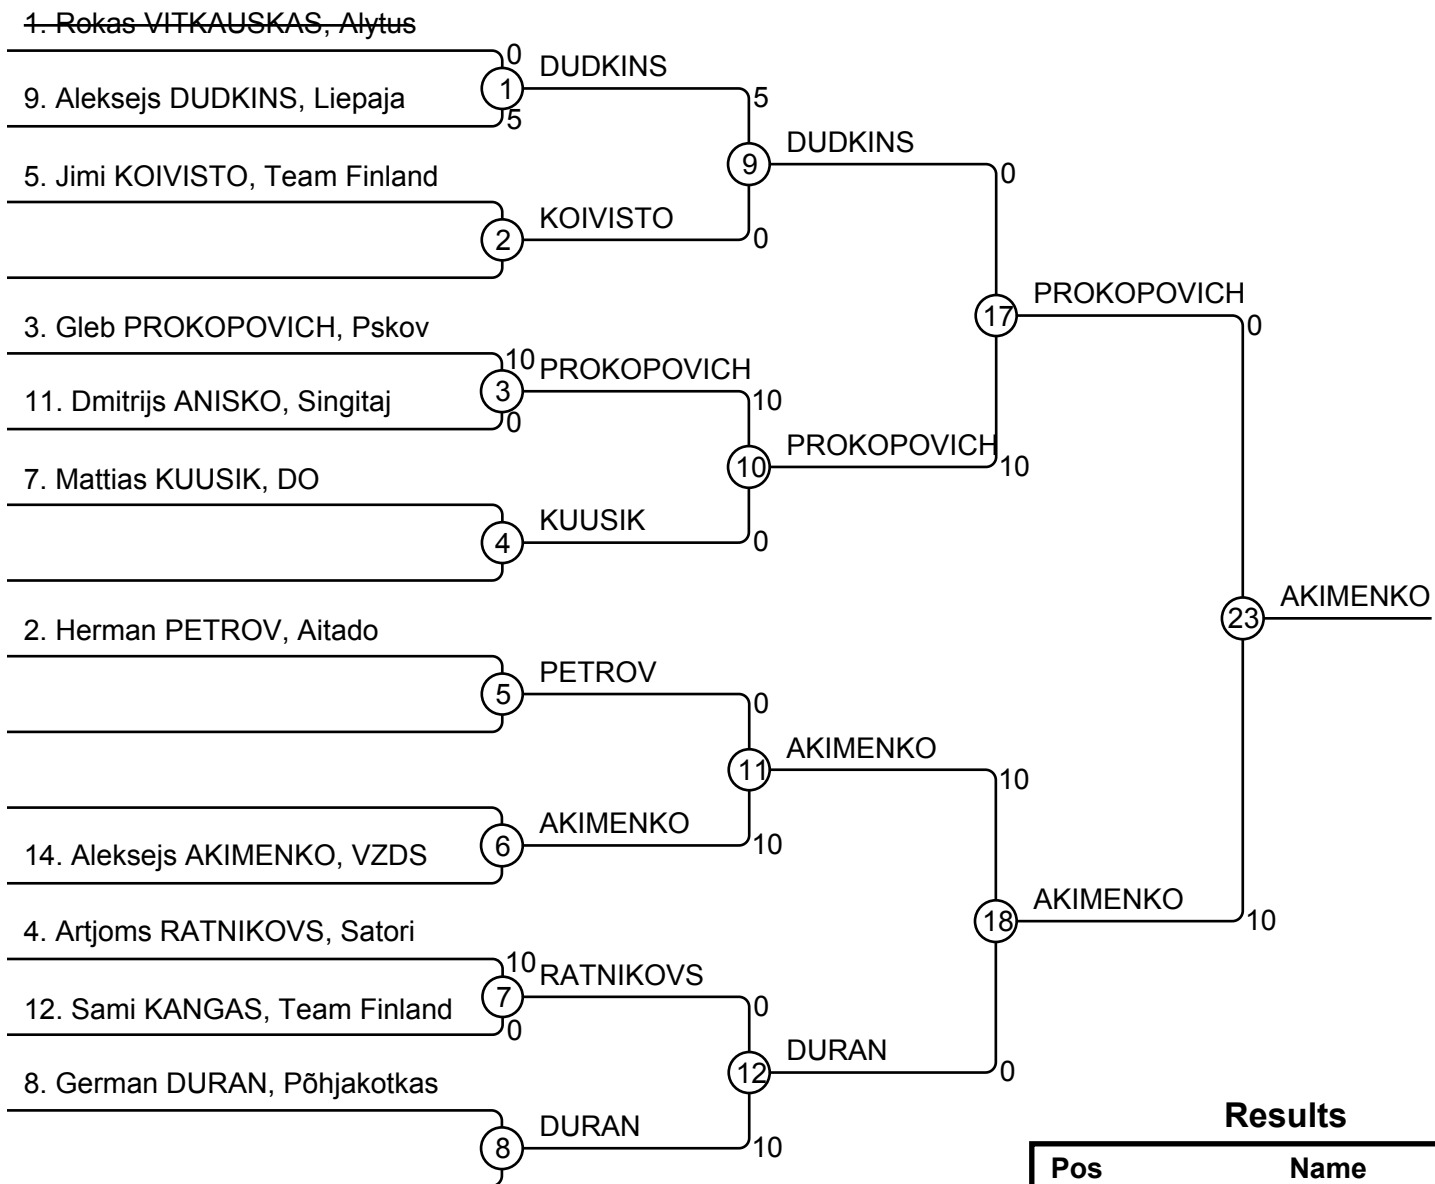 1. Rokas VITKAUSKAS, Alytus
0
DUDKINS
1
5
9. Aleksejs DUDKINS, Liepaja
5
DUDKINS
9
0
5. Jimi KOIVISTO, Team Finland
KOIVISTO
2
0
PROKOPOVICH
17
0
3. Gleb PROKOPOVICH, Pskov
10
PROKOPOVICH
3
10
11. Dmitrijs ANISKO, Singitaj
0
PROKOPOVICH
10
10
7. Mattias KUUSIK, DO
KUUSIK
4
0
AKIMENKO
23
2. Herman PETROV, Aitado
PETROV
5
0
AKIMENKO
11
10
AKIMENKO
6
10
14. Aleksejs AKIMENKO, VZDS
AKIMENKO
18
10
4. Artjoms RATNIKOVS, Satori
10
RATNIKOVS
7
0
12. Sami KANGAS, Team Finland
0
DURAN
12
0
8. German DURAN, Põhjakotkas
DURAN
8
10
Results
Pos Name